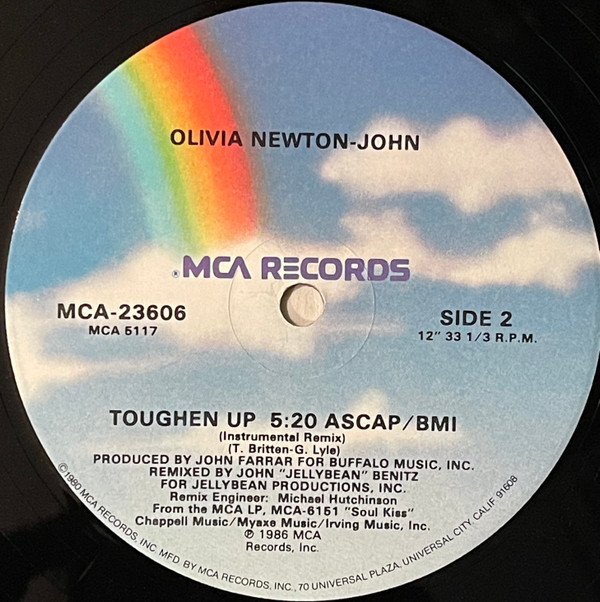 OLIVIA NEWTON-JOHN
®MCA RECORDS
MCA-23606
MCA 5117
SIDE 2
12" 33 1/3 R.P.M.
TOUGHEN UP 5:20 ASCAP/BMI
(Instrumental Remix)
(T. Britten-G. Lyle)
PRODUCED BY JOHN FARRAR FOR BUFFALO MUSIC, INC.
REMIXED BY JOHN "JELLYBEAN" BENITZ
FOR JELLYBEAN PRODUCTIONS, INC.
Remix Engineer: Michael Hutchinson
From the MCA LP, MCA-6151 "Soul Kiss"
Chappell Music/Myaxe Music/Irving Music, Inc.
℗ 1986 MCA
Records, Inc.
©1980 MCA RECORDS, INC. MFD. BY MCA RECORDS, INC., 70 UNIVERSAL PLAZA, UNIVERSAL CITY, CALIF. 91608